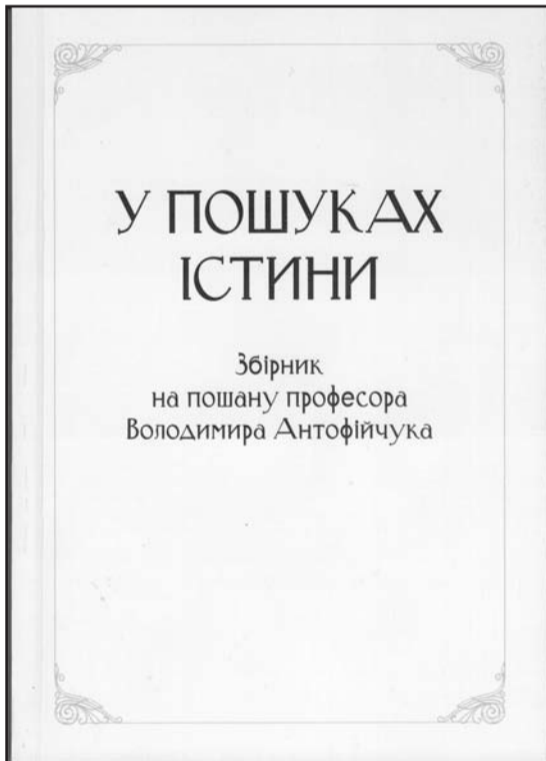 У ПОШУКАХ
ІСТИНИ
Збірник
на пошану професора
Володимира Антофійчука